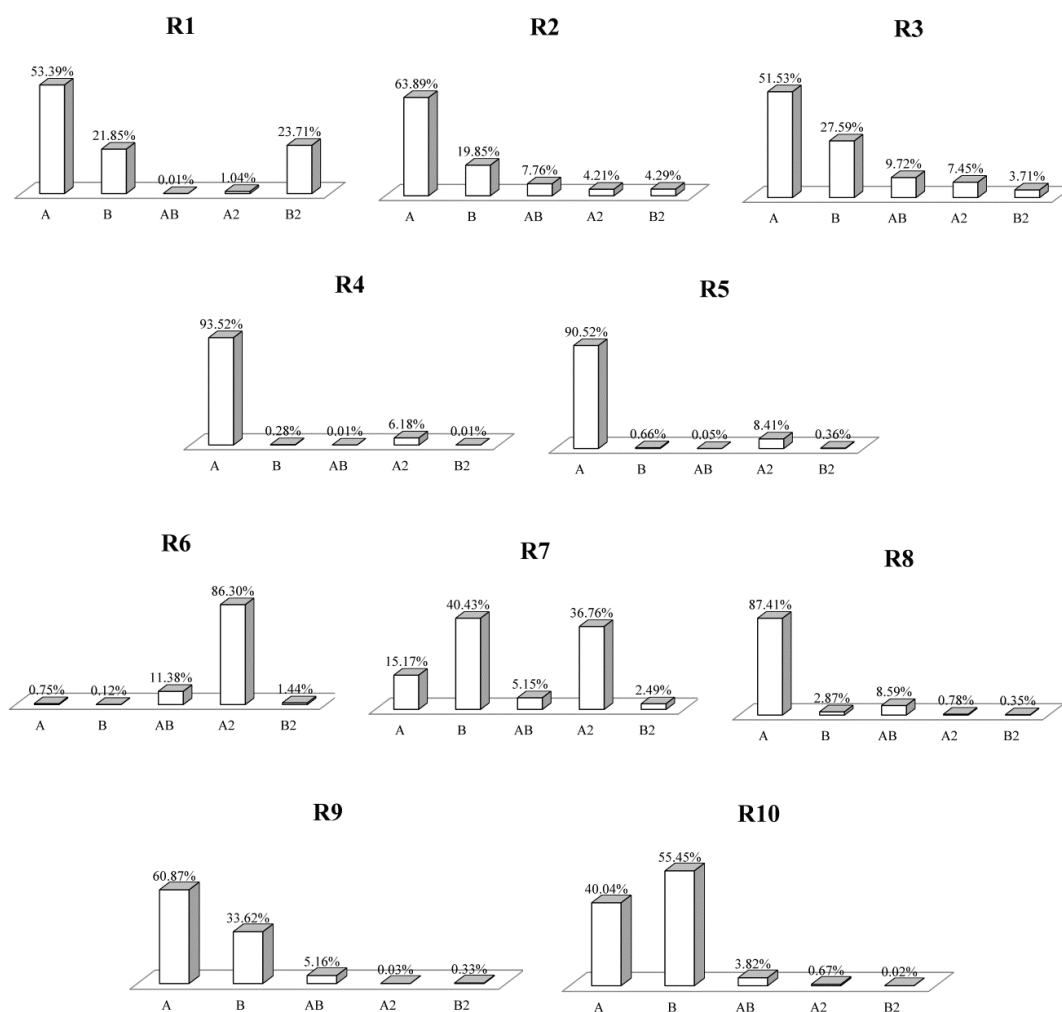 R1
53.39%
21.85%
0.01%
1.04%
23.71%
A B AB A2 B2
R2
63.89%
19.85%
7.76%
4.21%
4.29%
A B AB A2 B2
R3
51.53%
27.59%
9.72%
7.45%
3.71%
A B AB A2 B2
R4
93.52%
0.28%
0.01%
6.18%
0.01%
A B AB A2 B2
R5
90.52%
0.66%
0.05%
8.41%
0.36%
A B AB A2 B2
R6
0.75%
0.12%
11.38%
86.30%
1.44%
A B AB A2 B2
R7
15.17%
40.43%
5.15%
36.76%
2.49%
A B AB A2 B2
R8
87.41%
2.87%
8.59%
0.78%
0.35%
A B AB A2 B2
R9
60.87%
33.62%
5.16%
0.03%
0.33%
A B AB A2 B2
R10
40.04%
55.45%
3.82%
0.67%
0.02%
A B AB A2 B2